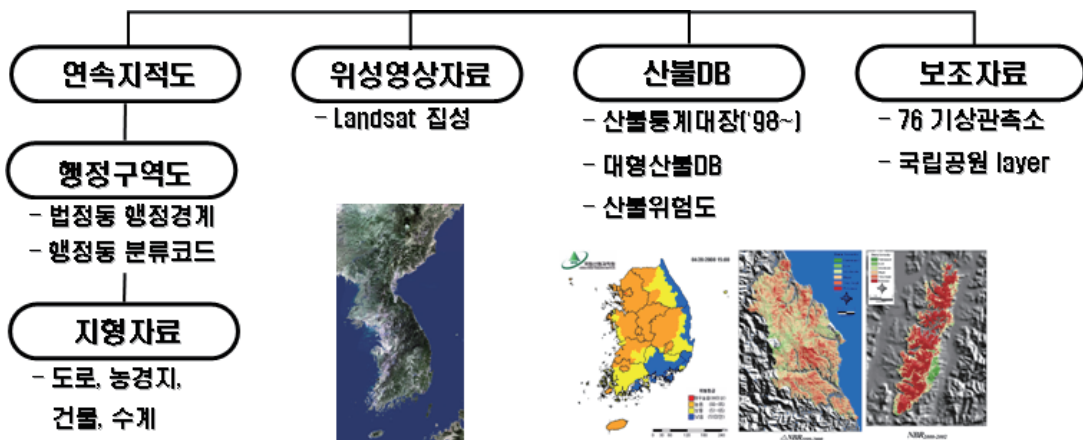 연속지적도
행정구역도
- 법정동 행정경계
- 행정동 분류코드
지형자료
- 도로, 농경지,
건물, 수계
위성영상자료
- Landsat 집성
산불DB
- 산불통계대장('98~)
- 대형산불DB
- 산불위험도
보조자료
- 76 기상관측소
- 국립공원 layer